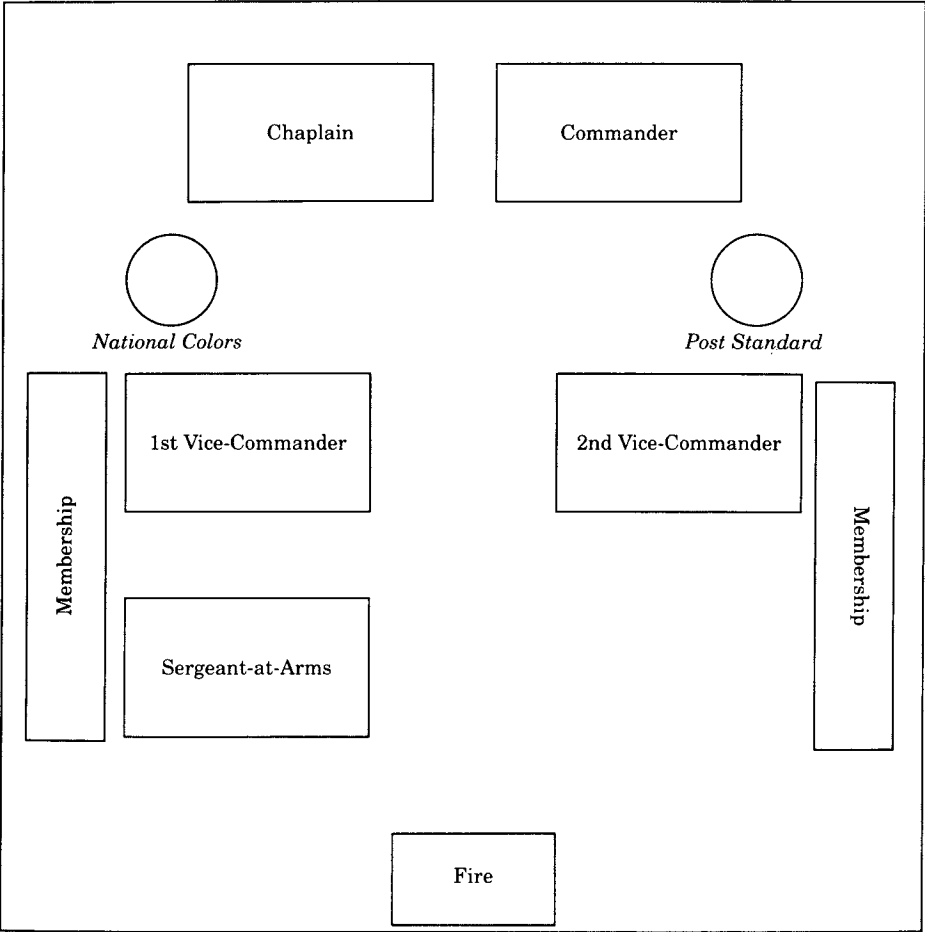 Chaplain
Commander
National Colors
Post Standard
1st Vice-Commander
2nd Vice-Commander
Membership
Membership
Sergeant-at-Arms
Fire